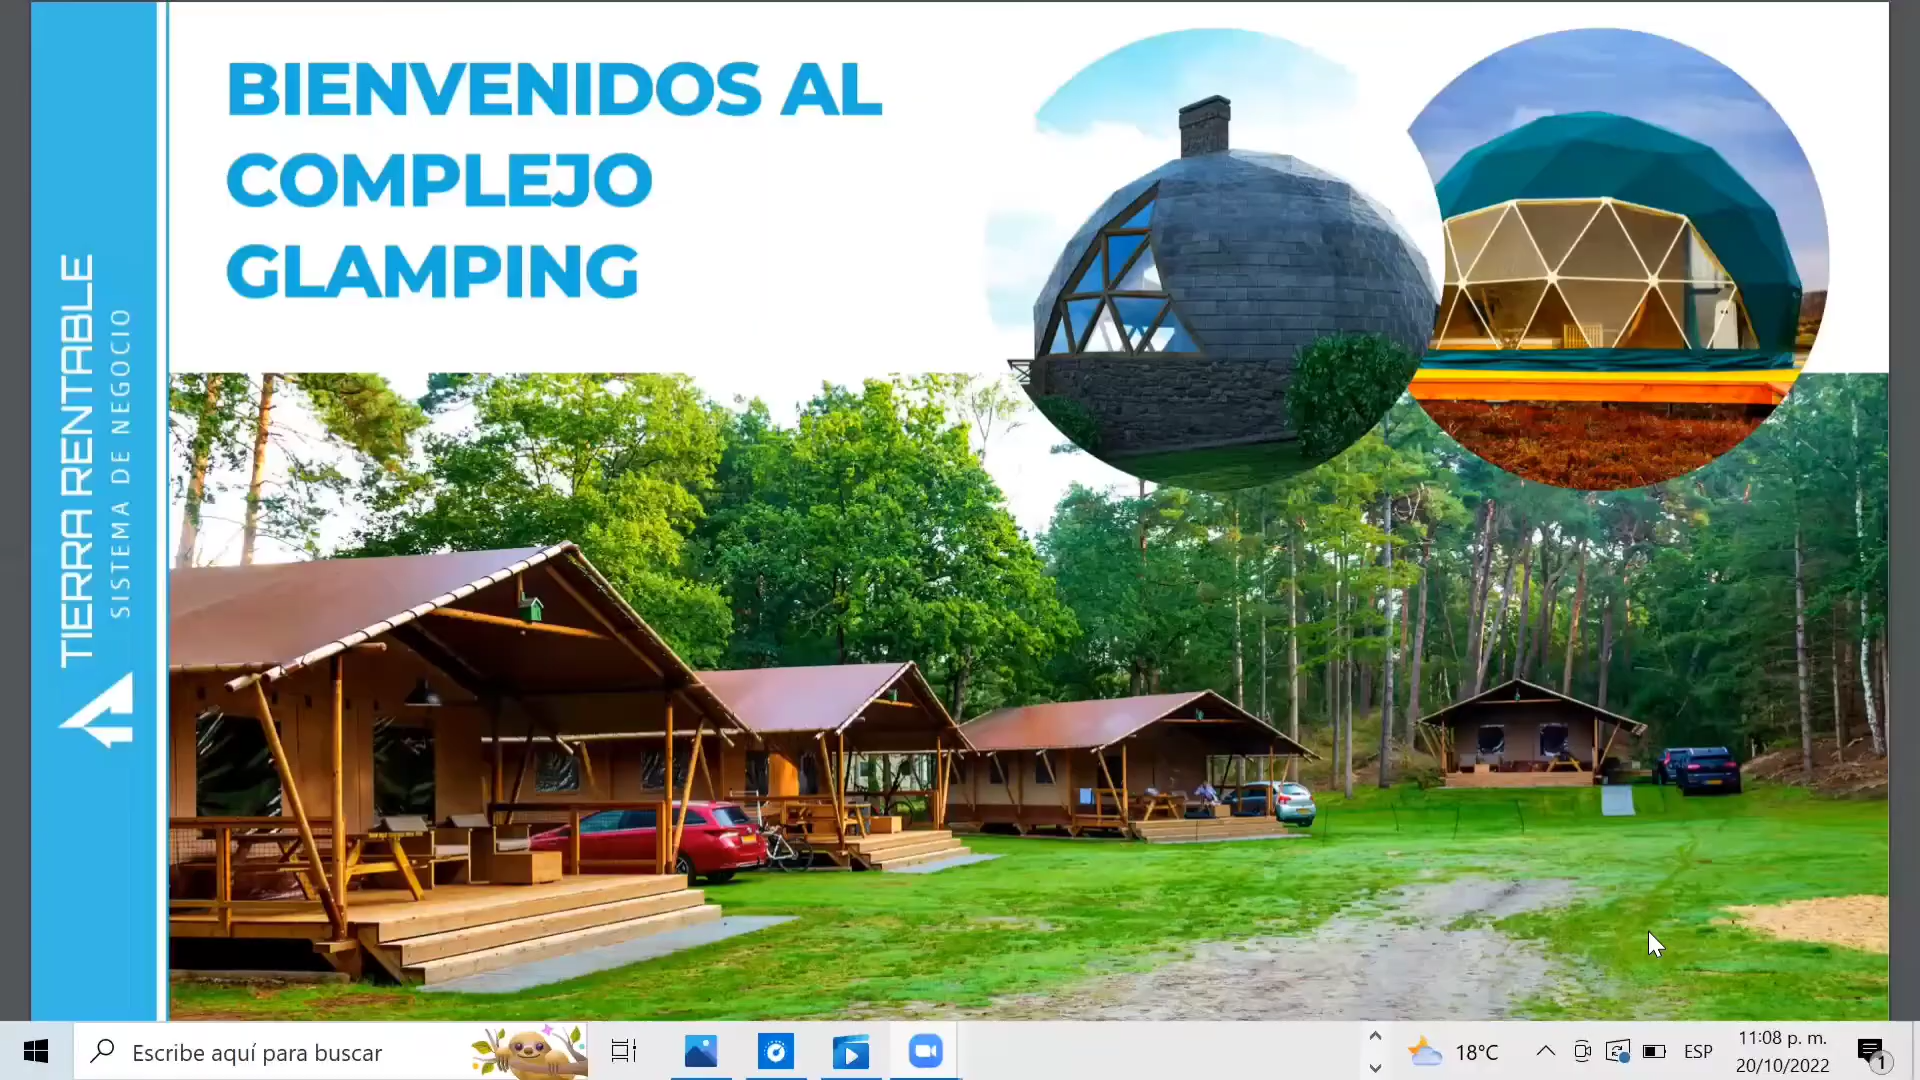 BIENVENIDOS AL
COMPLEJO
GLAMPING
TIERRA RENTABLE
SISTEMA DE NEGOCIO
Escribe aquí para buscar
18°C
ESP
11:08 p. m.
20/10/2022
1